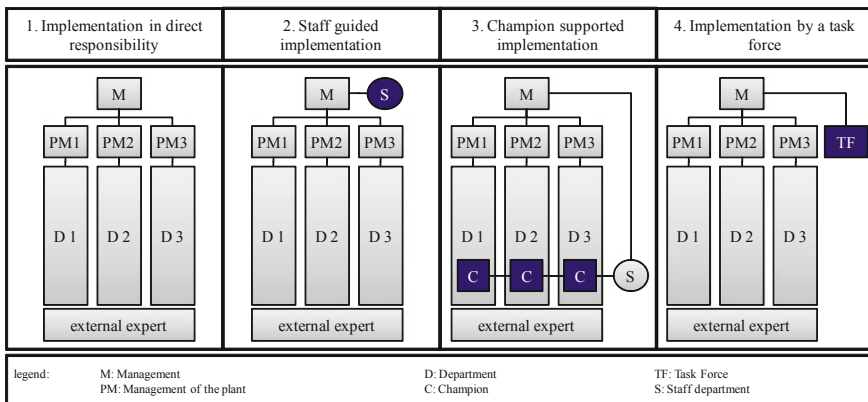 1. Implementation in direct
responsibility
2. Staff guided
implementation
3. Champion supported
implementation
4. Implementation by a task
force
M
PM1 PM2 PM3
D 1 D 2 D 3
external expert
M S
PM1 PM2 PM3
D 1 D 2 D 3
external expert
M
PM1 PM2 PM3
D 1 D 2 D 3
C C C S
external expert
M
PM1 PM2 PM3 TF
D 1 D 2 D 3
external expert
legend: M: Management D: Department TF: Task Force
PM: Management of the plant C: Champion S: Staff department